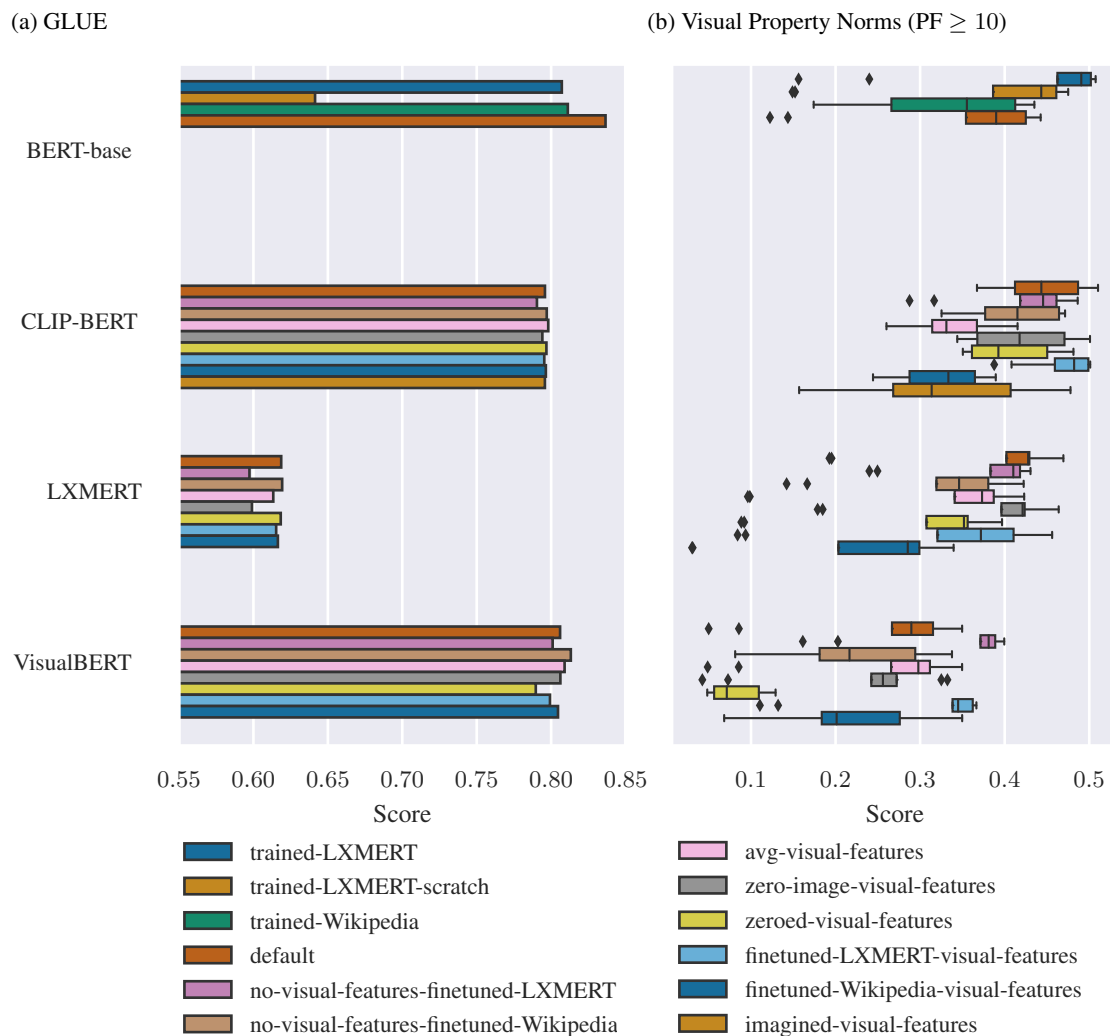 (a) GLUE
(b) Visual Property Norms (PF ≥ 10)
BERT-base
CLIP-BERT
LXMERT
VisualBERT
0.55 0.60 0.65 0.70 0.75 0.80 0.85
Score
0.1 0.2 0.3 0.4 0.5
Score
trained-LXMERT
trained-LXMERT-scratch
trained-Wikipedia
default
no-visual-features-finetuned-LXMERT
no-visual-features-finetuned-Wikipedia
avg-visual-features
zero-image-visual-features
zeroed-visual-features
finetuned-LXMERT-visual-features
finetuned-Wikipedia-visual-features
imagined-visual-features